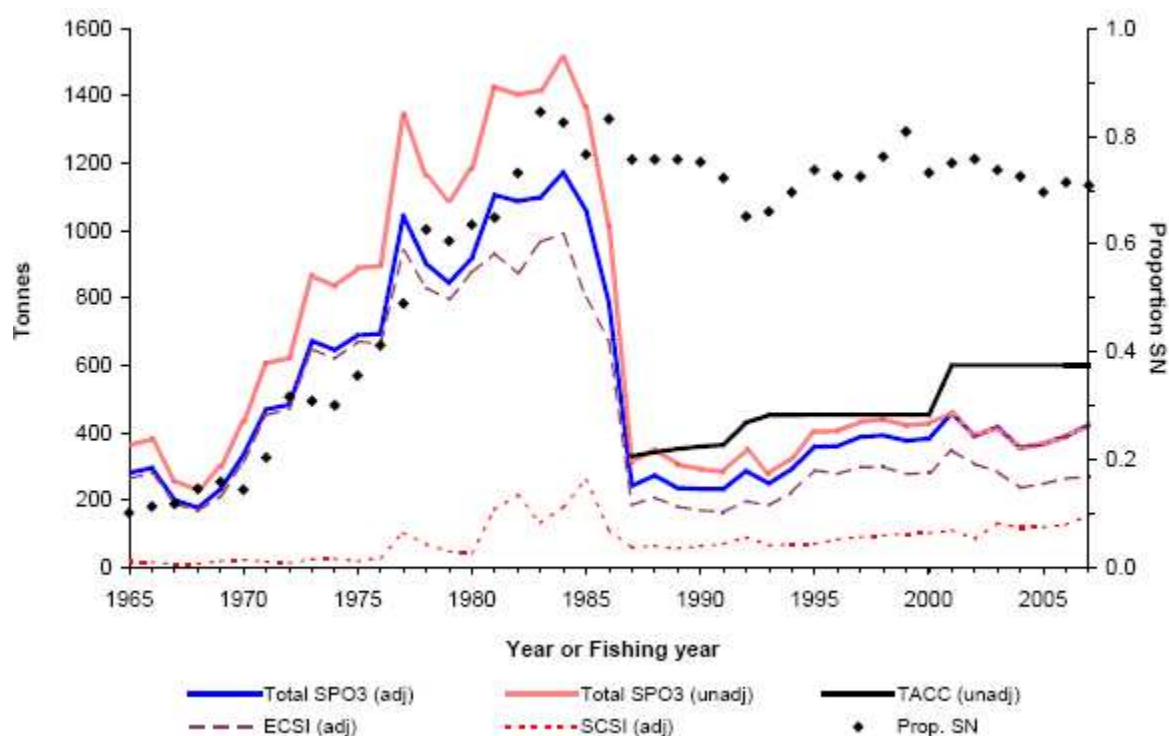 1600
1400
1200
1000
800
600
400
200
0
Tonnes
1.0
0.8
0.6
0.4
0.2
0.0
Proportion SN
1965 1970 1975 1980 1985 1990 1995 2000 2005
Year or Fishing year
Total SPO3 (adj) Total SPO3 (unadj) TACC (unadj)
ECSI (adj) SCSI (adj) Prop. SN